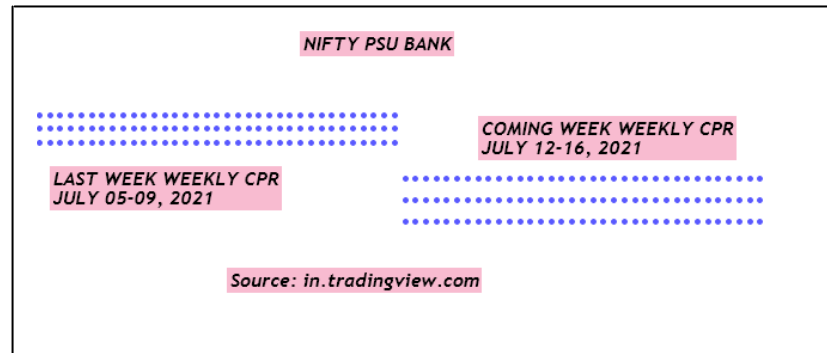 NIFTY PSU BANK
COMING WEEK WEEKLY CPR
JULY 12-16, 2021
LAST WEEK WEEKLY CPR
JULY 05-09, 2021
Source: in.tradingview.com